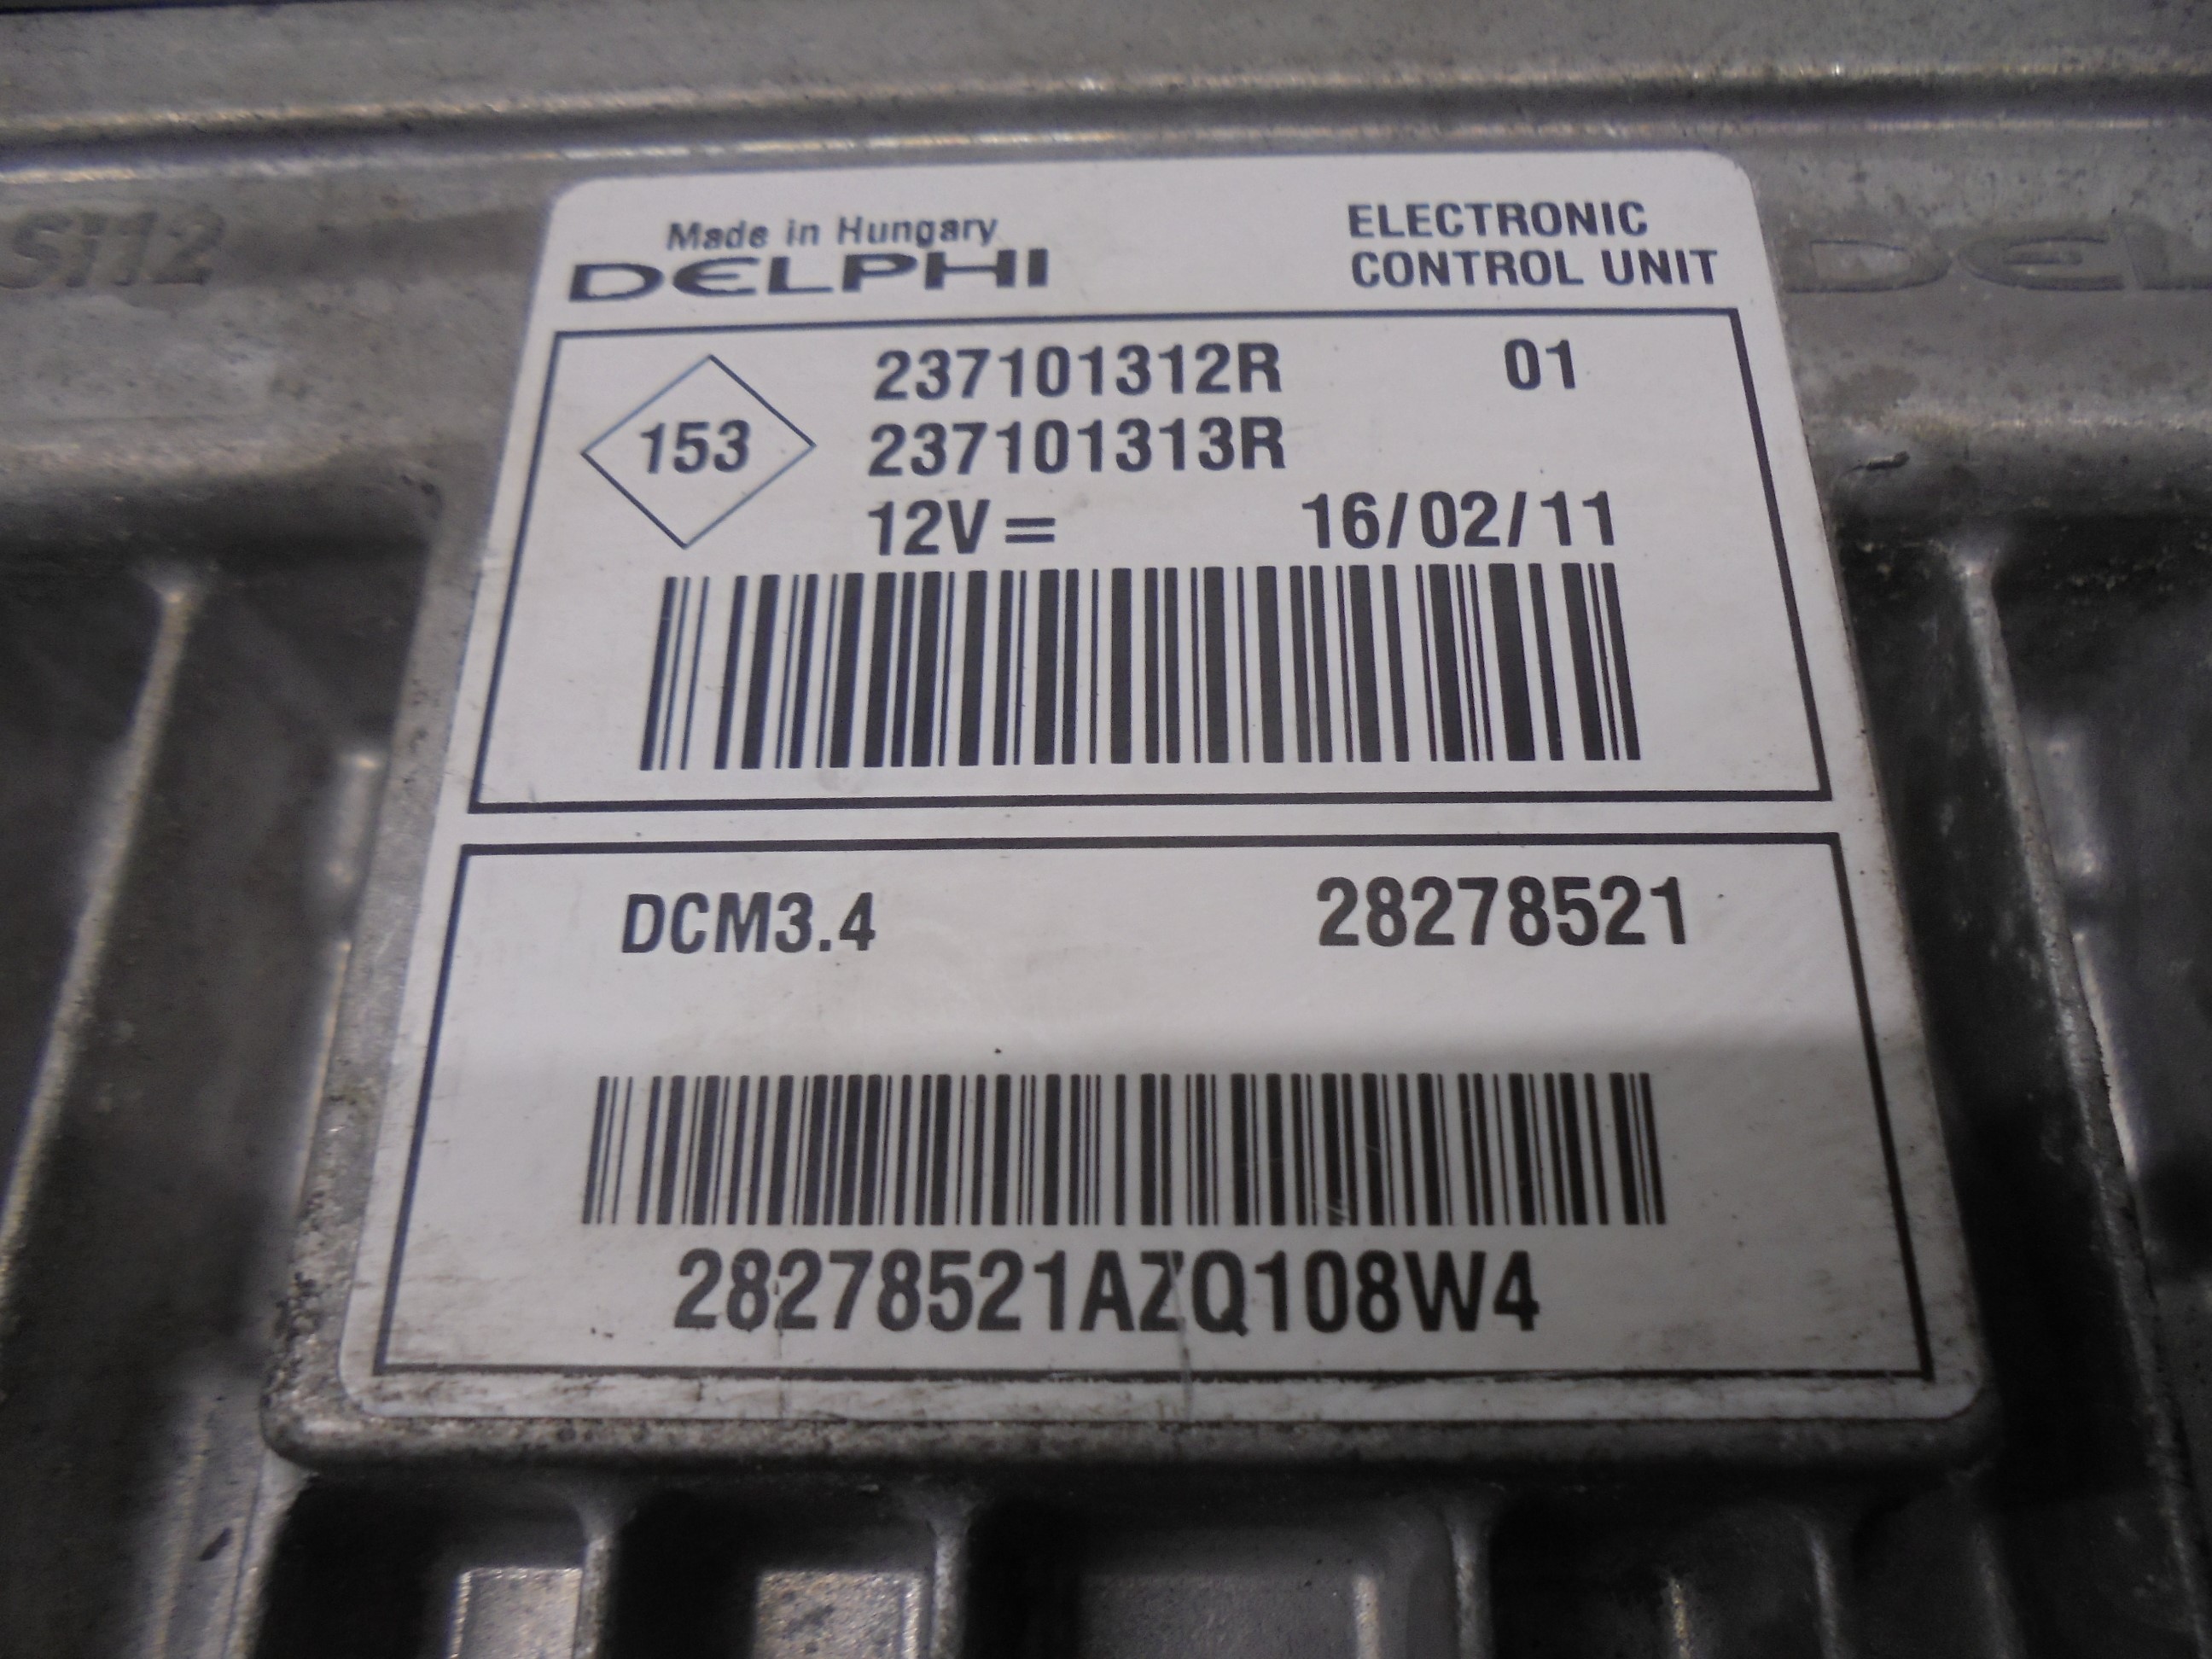 Made in Hungary
DELPHI
ELECTRONIC
CONTROL UNIT
SI12
153
237101312R 01
237101313R
12V= 16/02/11
DCM3.4 28278521
28278521AZQ108W4